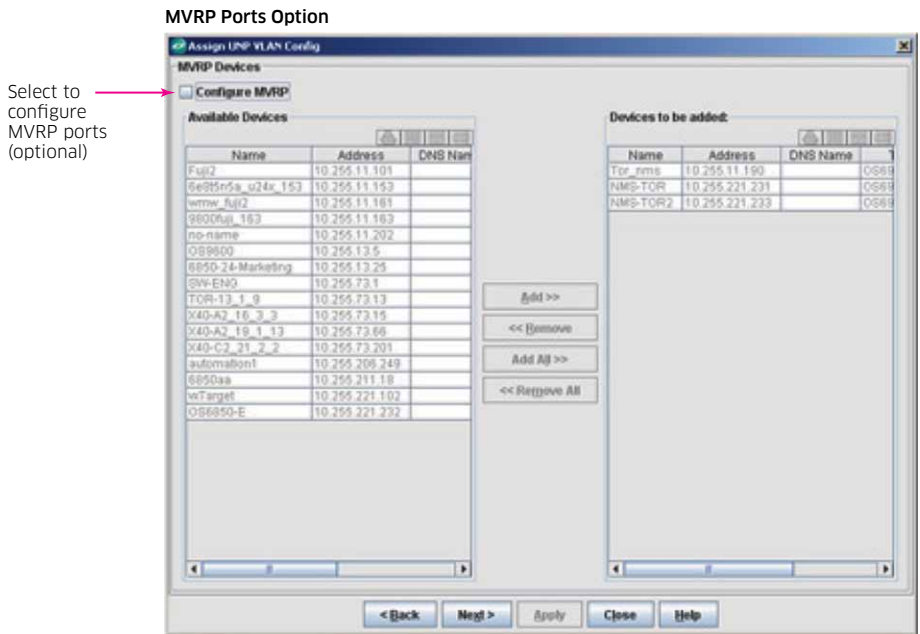 MVRP Ports Option
Assign UNP VLAN Config
MVRP Devices
Select to
configure
MVRP ports
(optional)
Configure MVRP
Available Devices
Name Address DNS Nam
Fuji2 10.255.11.101
6e8t5n5a_u24x_153 10.255.11.153
wmw_fuji2 10.255.11.161
9800fuji_163 10.255.11.163
no-name 10.255.11.202
OS9600 10.255.13.5
6850-24-Marketing 10.255.13.25
SW-ENG 10.255.73.1
TOR-13_1_9 10.255.73.13
X40-A2_16_3_3 10.255.73.15
X40-A2_19_1_13 10.255.73.66
X40-C2_21_2_2 10.255.73.201
automation1 10.255.206.249
6850aa 10.255.211.18
wTarget 10.255.221.102
OS6850-E 10.255.221.232
Add >>
<< Remove
Add All >>
<< Remove All
Devices to be added:
Name Address DNS Name T
Tor_nms 10.255.11.190 OS69
NMS-TOR 10.255.221.231 OS69
NMS-TOR2 10.255.221.233 OS69
< Back Next > Apply Close Help